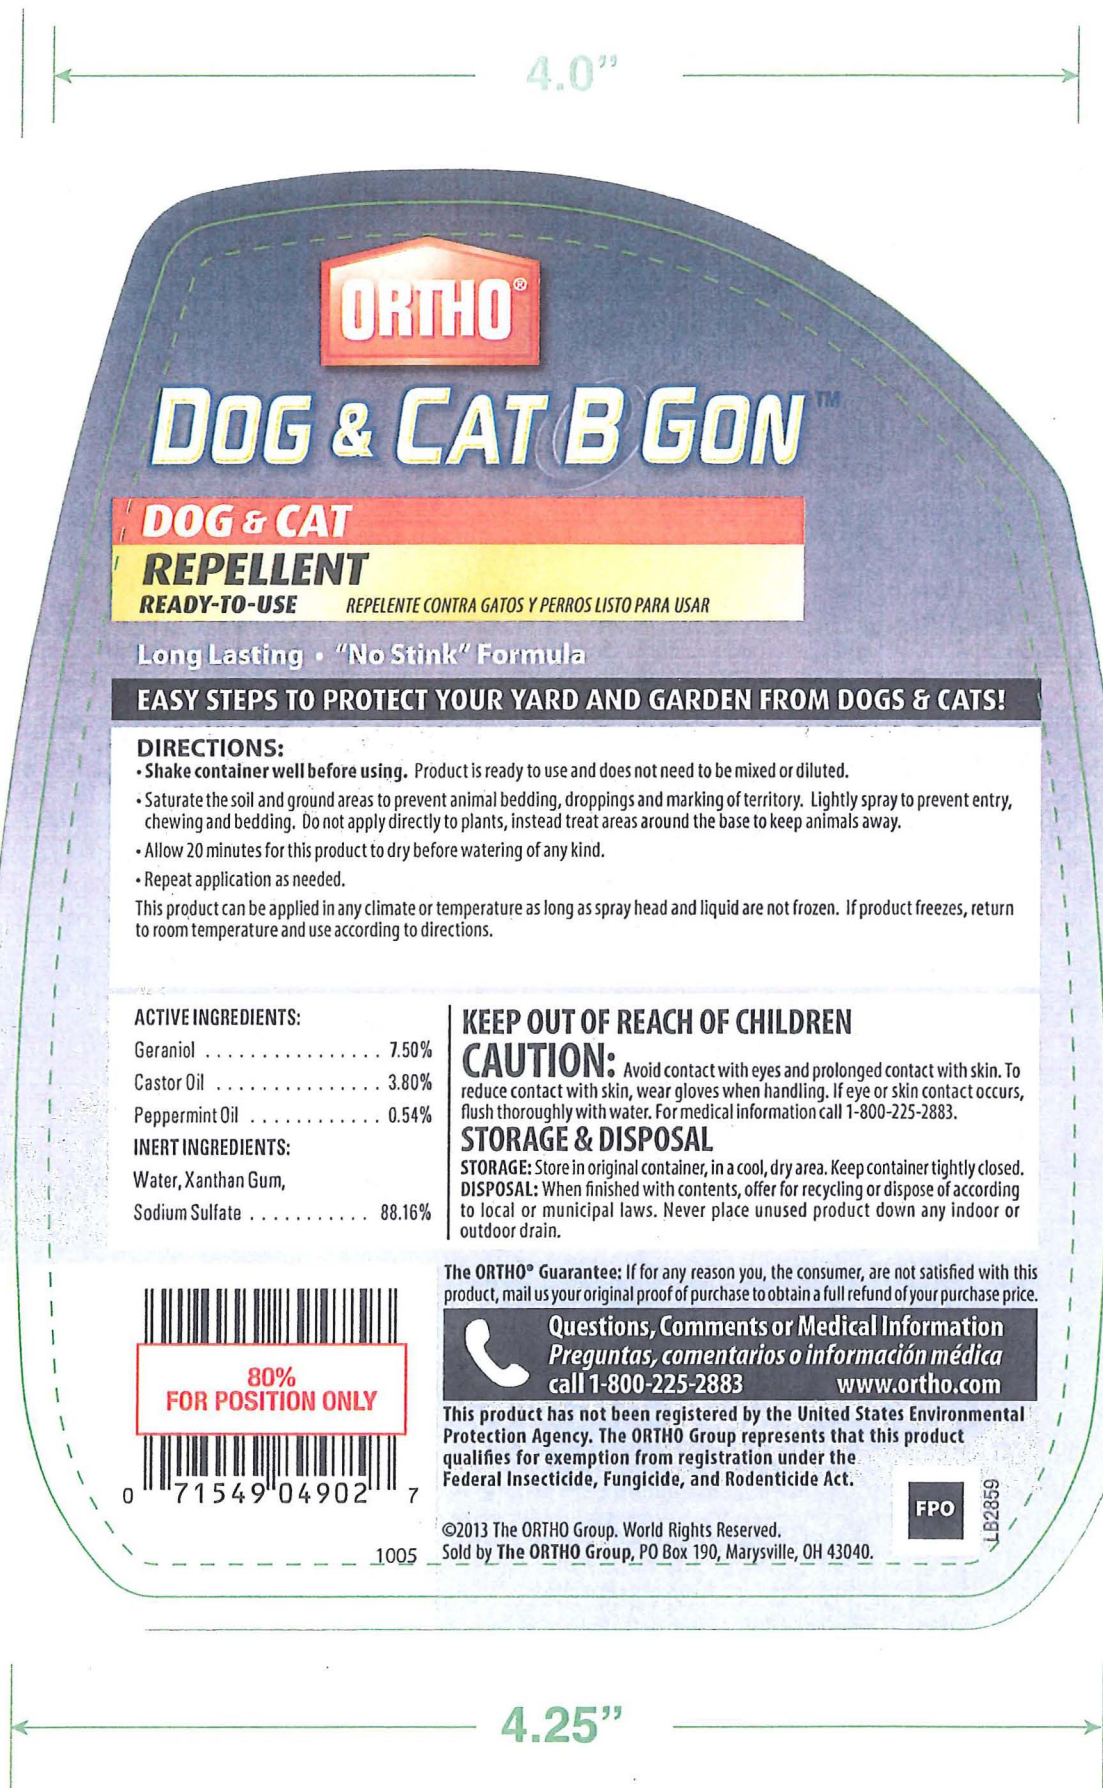 4.0”
ORTHO®
DOG & CAT B GON™
DOG & CAT
REPELLENT
READY-TO-USE REPELENTE CONTRA GATOS Y PERROS LISTO PARA USAR
Long Lasting • “No Stink” Formula
EASY STEPS TO PROTECT YOUR YARD AND GARDEN FROM DOGS & CATS!
DIRECTIONS:
• Shake container well before using. Product is ready to use and does not need to be mixed or diluted.
• Saturate the soil and ground areas to prevent animal bedding, droppings and marking of territory. Lightly spray to prevent entry,
chewing and bedding. Do not apply directly to plants, instead treat areas around the base to keep animals away.
• Allow 20 minutes for this product to dry before watering of any kind.
• Repeat application as needed.
This product can be applied in any climate or temperature as long as spray head and liquid are not frozen. If product freezes, return
to room temperature and use according to directions.
ACTIVE INGREDIENTS:
Geraniol . . . . . . . . . . . . . . . . 7.50%
Castor Oil . . . . . . . . . . . . . . . 3.80%
Peppermint Oil . . . . . . . . . . . . 0.54%
INERT INGREDIENTS:
Water, Xanthan Gum,
Sodium Sulfate . . . . . . . . . . . 88.16%
KEEP OUT OF REACH OF CHILDREN
CAUTION: Avoid contact with eyes and prolonged contact with skin. To
reduce contact with skin, wear gloves when handling. If eye or skin contact occurs,
flush thoroughly with water. For medical information call 1-800-225-2883.
STORAGE & DISPOSAL
STORAGE: Store in original container, in a cool, dry area. Keep container tightly closed.
DISPOSAL: When finished with contents, offer for recycling or dispose of according
to local or municipal laws. Never place unused product down any indoor or
outdoor drain.
The ORTHO® Guarantee: If for any reason you, the consumer, are not satisfied with this
product, mail us your original proof of purchase to obtain a full refund of your purchase price.
Questions, Comments or Medical Information
Preguntas, comentarios o información médica
call 1-800-225-2883 www.ortho.com
This product has not been registered by the United States Environmental
Protection Agency. The ORTHO Group represents that this product
qualifies for exemption from registration under the
Federal Insecticide, Fungicide, and Rodenticide Act.
80%
FOR POSITION ONLY
0 71549 04902 7
FPO
LB2859
©2013 The ORTHO Group. World Rights Reserved.
1005 Sold by The ORTHO Group, PO Box 190, Marysville, OH 43040.
4.25”